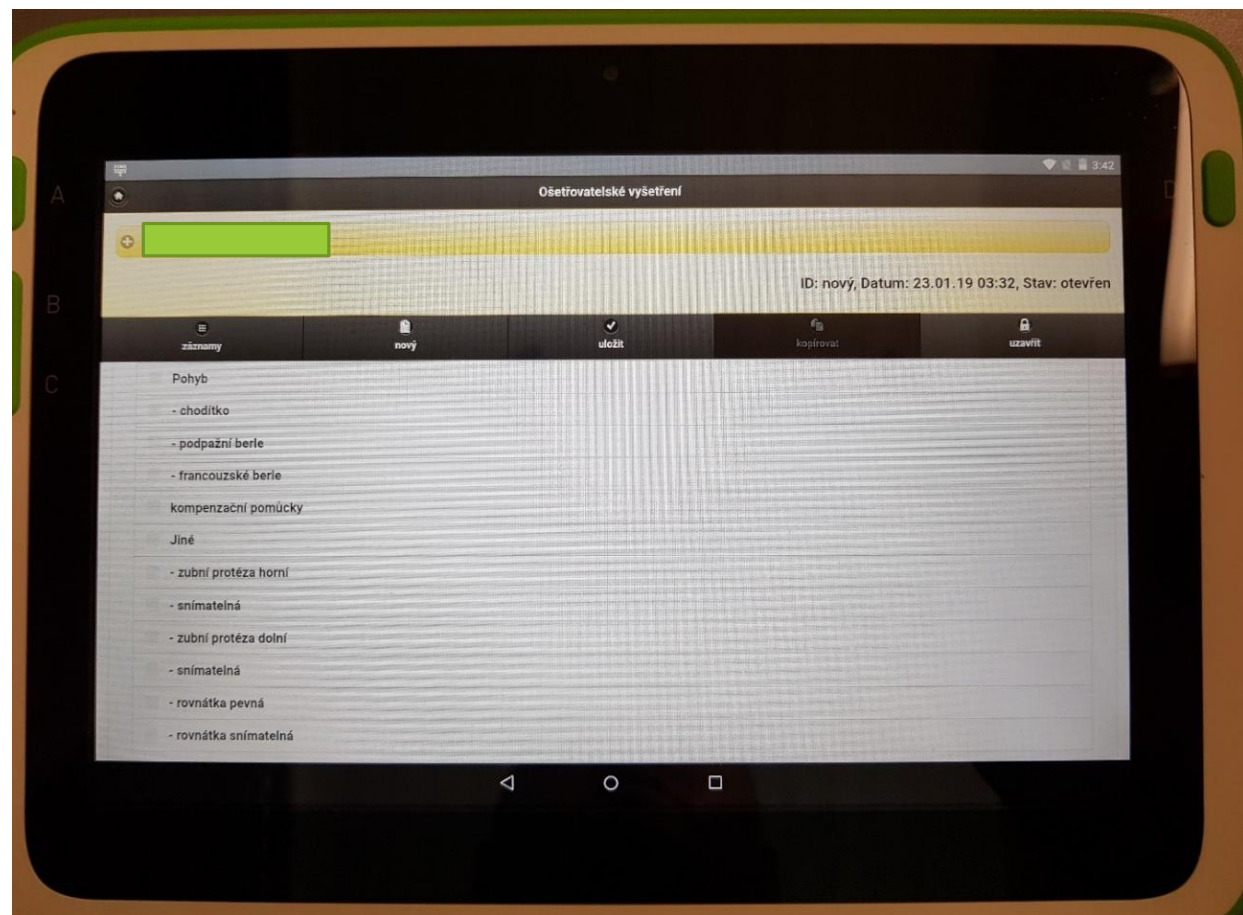 3:42
Ošetřovatelské vyšetření
ID: nový, Datum: 23.01.19 03:32, Stav: otevřen
záznamy nový uložit kopírovat uzavřít
Pohyb
- chodítko
- podpažní berle
- francouzské berle
kompenzační pomůcky
Jiné
- zubní protéza horní
- snímatelná
- zubní protéza dolní
- snímatelná
- rovnátka pevná
- rovnátka snímatelná
A
B
C
D